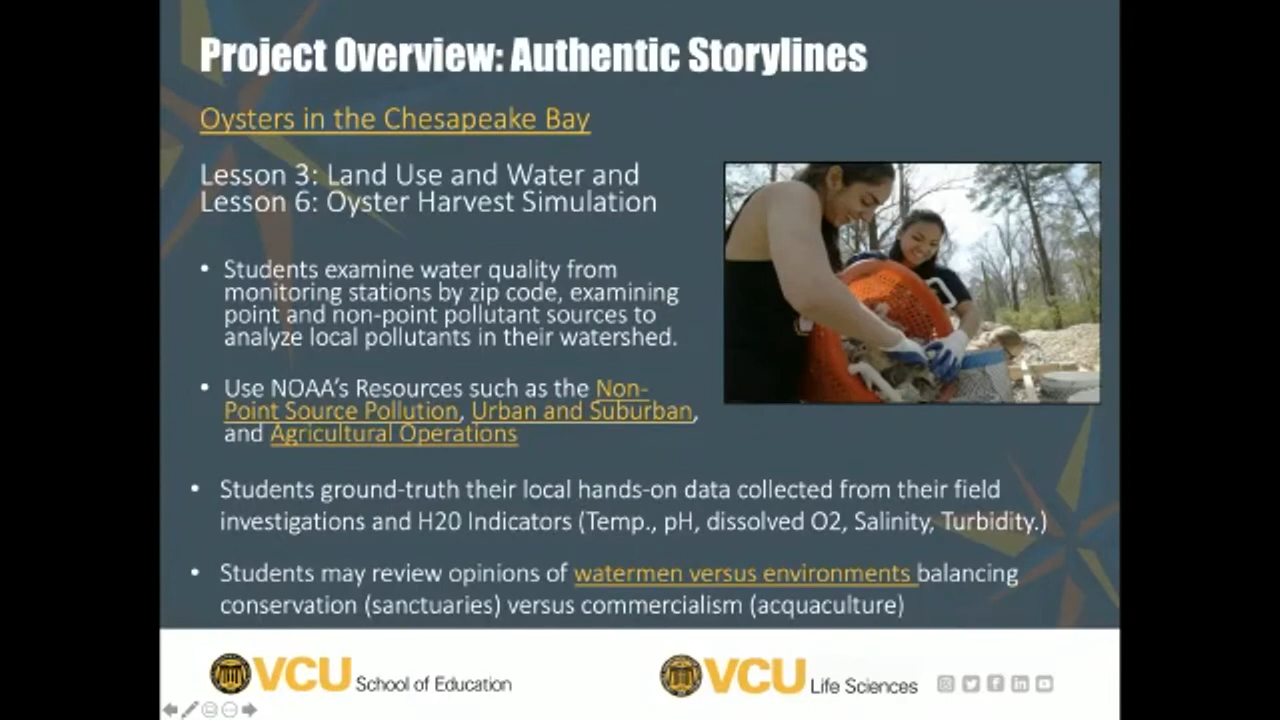 Project Overview: Authentic Storylines
Oysters in the Chesapeake Bay
Lesson 3: Land Use and Water and
Lesson 6: Oyster Harvest Simulation
• Students examine water quality from
monitoring stations by zip code, examining
point and non-point pollutant sources to
analyze local pollutants in their watershed.
• Use NOAA’s Resources such as the Non-
Point Source Pollution, Urban and Suburban,
and Agricultural Operations
• Students ground-truth their local hands-on data collected from their field
investigations and H20 Indicators (Temp., pH, dissolved O2, Salinity, Turbidity.)
• Students may review opinions of watermen versus environments balancing
conservation (sanctuaries) versus commercialism (acquaculture)
VCU School of Education
VCU Life Sciences